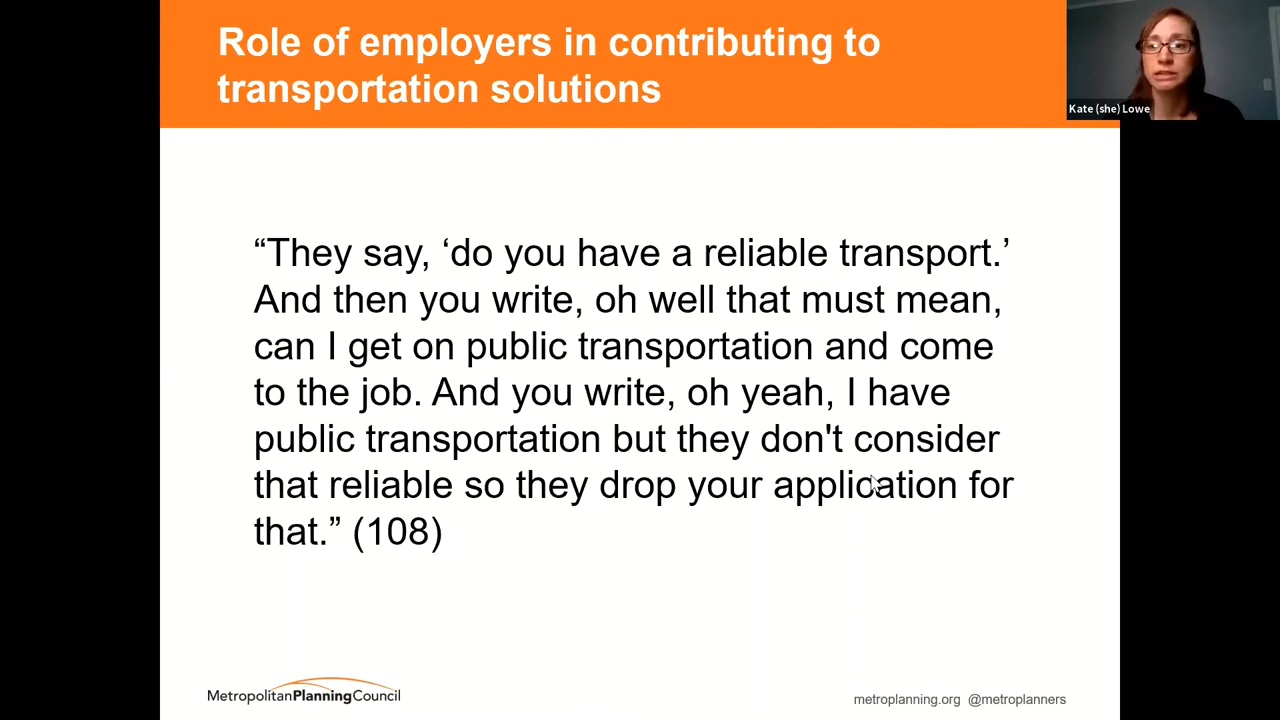 Role of employers in contributing to
transportation solutions
Kate (she) Lowe
“They say, ‘do you have a reliable transport.’
And then you write, oh well that must mean,
can I get on public transportation and come
to the job. And you write, oh yeah, I have
public transportation but they don't consider
that reliable so they drop your application for
that.” (108)
MetropolitanPlanningCouncil
metroplanning.org @metroplanners